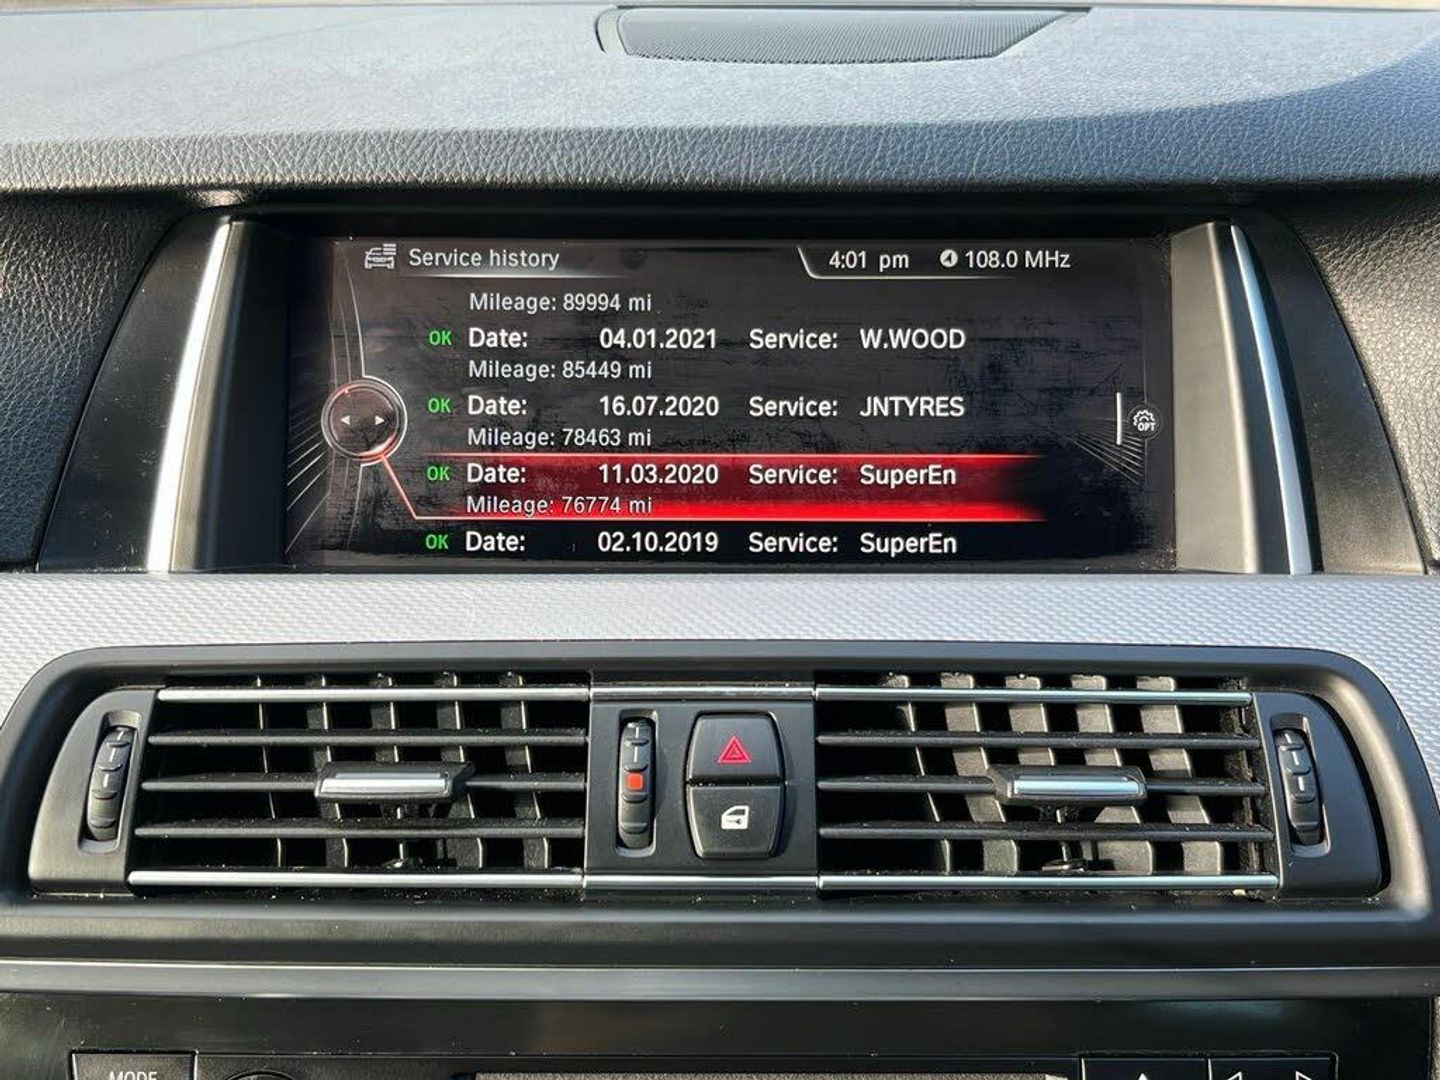 Service history 4:01 pm 108.0 MHz
Mileage: 89994 mi
OK Date: 04.01.2021 Service: W.WOOD
Mileage: 85449 mi
OK Date: 16.07.2020 Service: JNTYRES
Mileage: 78463 mi
OPT
OK Date: 11.03.2020 Service: SuperEn
Mileage: 76774 mi
OK Date: 02.10.2019 Service: SuperEn
MODE